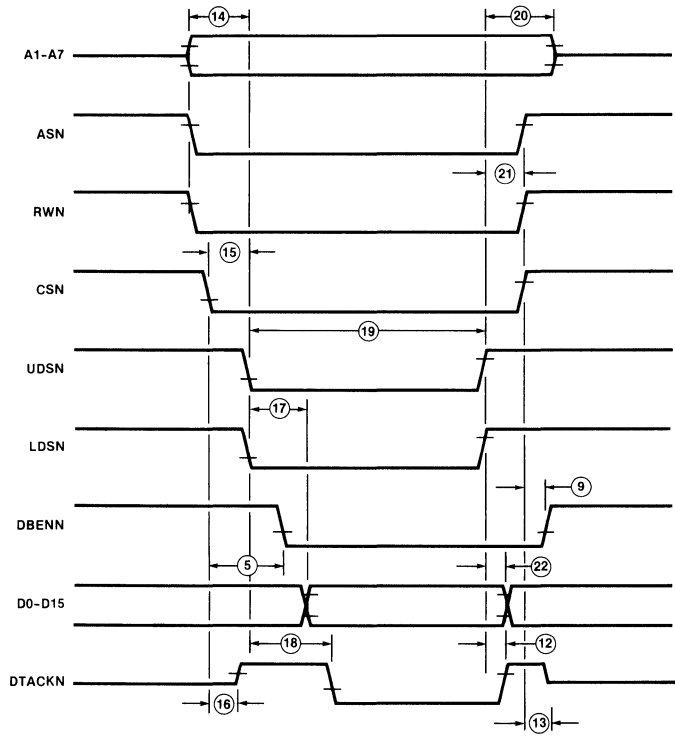 14
20
A1-A7
ASN
21
RWN
15
CSN
19
UDSN
17
LDSN
9
DBENN
5
22
D0-D15
18
12
DTACKN
16
13